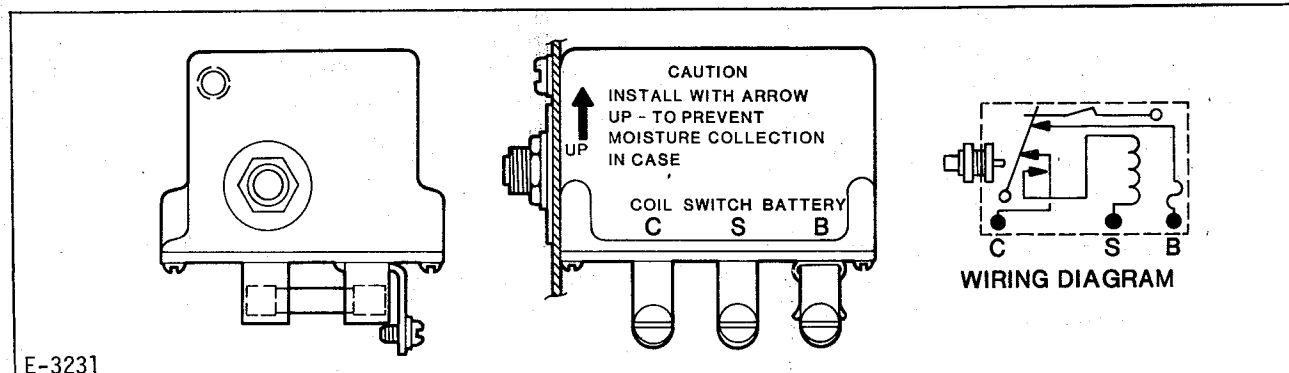 CAUTION
INSTALL WITH ARROW
UP - TO PREVENT
MOISTURE COLLECTION
IN CASE
UP
COIL SWITCH BATTERY
C S B
C S B
WIRING DIAGRAM
E-3231